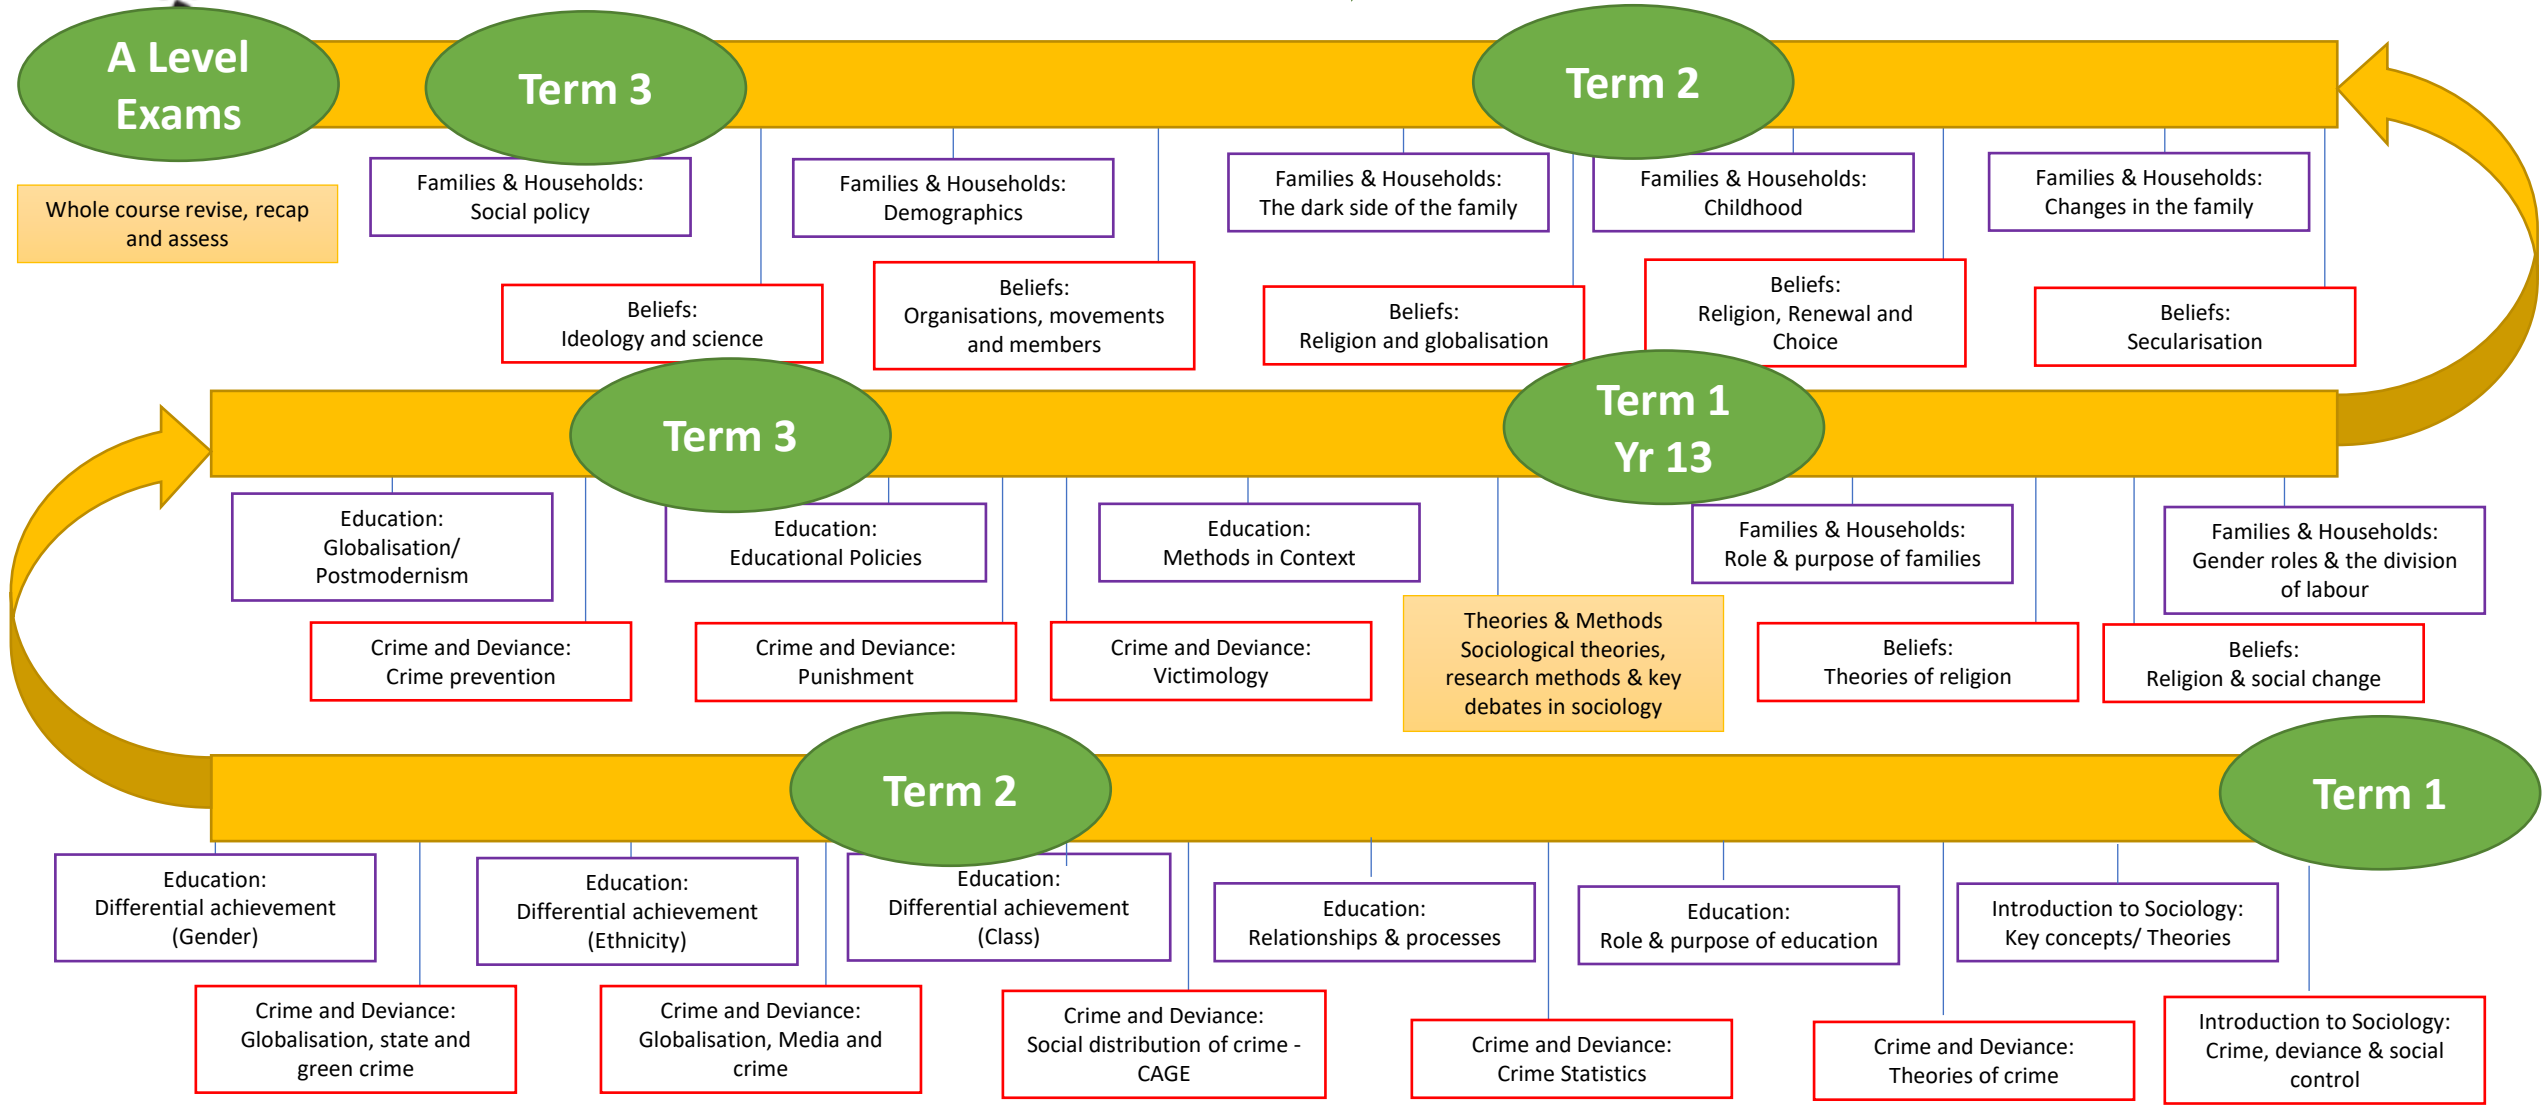 A Level
Exams
Term 3
Term 2
Families & Households:
Social policy
Families & Households:
Demographics
Families & Households:
The dark side of the family
Families & Households:
Childhood
Families & Households:
Changes in the family
Whole course revise, recap
and assess
Beliefs:
Ideology and science
Beliefs:
Organisations, movements
and members
Beliefs:
Religion and globalisation
Beliefs:
Religion, Renewal and
Choice
Beliefs:
Secularisation
Term 3
Term 1
Yr 13
Education:
Globalisation/
Postmodernism
Education:
Educational Policies
Education:
Methods in Context
Families & Households:
Role & purpose of families
Families & Households:
Gender roles & the division
of labour
Crime and Deviance:
Crime prevention
Crime and Deviance:
Punishment
Crime and Deviance:
Victimology
Theories & Methods
Sociological theories,
research methods & key
debates in sociology
Beliefs:
Theories of religion
Beliefs:
Religion & social change
Term 2
Term 1
Education:
Differential achievement
(Gender)
Education:
Differential achievement
(Ethnicity)
Education:
Differential achievement
(Class)
Education:
Relationships & processes
Education:
Role & purpose of education
Introduction to Sociology:
Key concepts/ Theories
Crime and Deviance:
Globalisation, state and
green crime
Crime and Deviance:
Globalisation, Media and
crime
Crime and Deviance:
Social distribution of crime -
CAGE
Crime and Deviance:
Crime Statistics
Crime and Deviance:
Theories of crime
Introduction to Sociology:
Crime, deviance & social
control